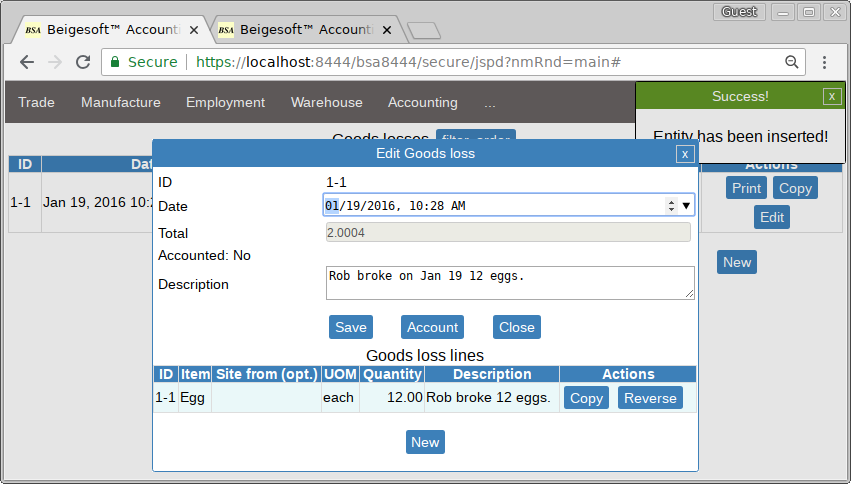 Guest
BSA Beigesoft™ Accounti
BSA Beigesoft™ Accounti
Secure https://localhost:8444/bsa8444/secure/jspd?nmRnd=main#
Trade Manufacture Employment Warehouse Accounting ...
Success! x
Entity has been inserted!
Goods losses filter, order
ID Dat Actions
1-1 Jan 19, 2016 10:2 Print Copy
Edit
New
Edit Goods loss x
ID 1-1
Date 01/19/2016, 10:28 AM
Total 2.0004
Accounted: No
Description Rob broke on Jan 19 12 eggs.
Save Account Close
Goods loss lines
ID Item Site from (opt.) UOM Quantity Description Actions
1-1 Egg each 12.00 Rob broke 12 eggs. Copy Reverse
New